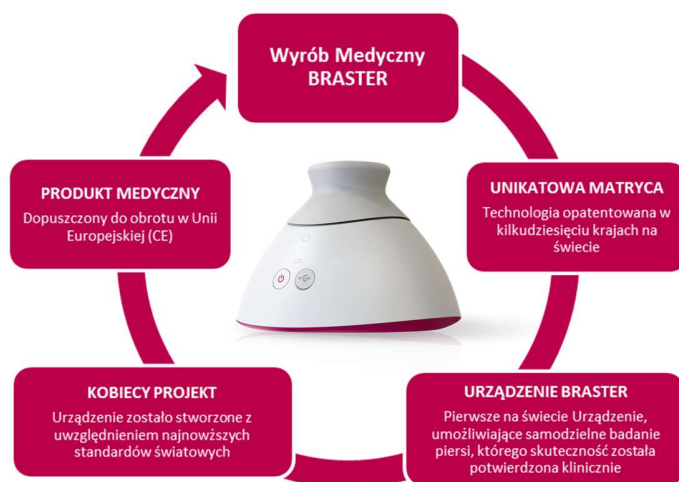 Wyrób Medyczny
BRASTER
UNIKATOWA MATRYCA
Technologia opatentowana w
kilkudziesięciu krajach na
świecie
URZĄDZENIE BRASTER
Pierwsze na świecie Urządzenie,
umożliwiające samodzielne badanie
piersi, którego skuteczność została
potwierdzona klinicznie
KOBIECY PROJEKT
Urządzenie zostało stworzone z
uwzględnieniem najnowższych
standardów światowych
PRODUKT MEDYCZNY
Dopuszczony do obrotu w Unii
Europejskiej (CE)